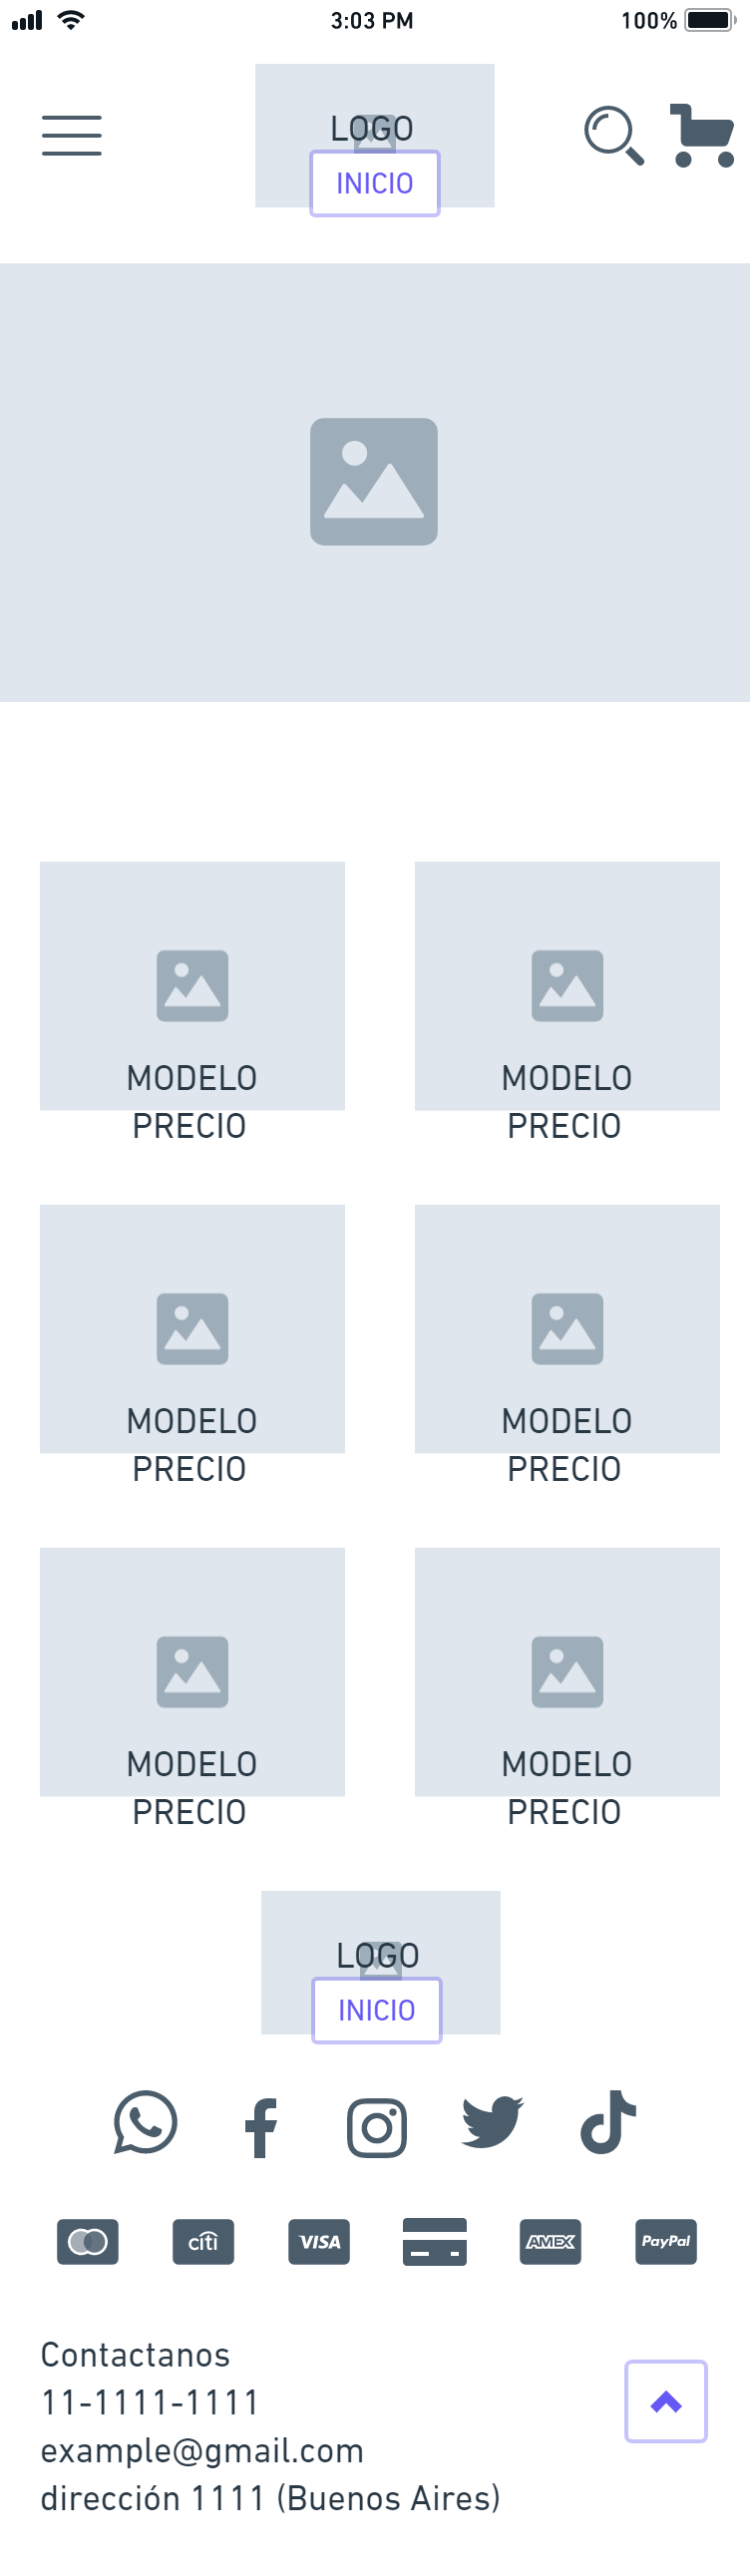 3:03 PM 100%
LOGO
INICIO
MODELO MODELO
PRECIO PRECIO
MODELO MODELO
PRECIO PRECIO
MODELO MODELO
PRECIO PRECIO
LOGO
INICIO
citi VISA AMEX PayPal
Contactanos
11-1111-1111
example@gmail.com
dirección 1111 (Buenos Aires)